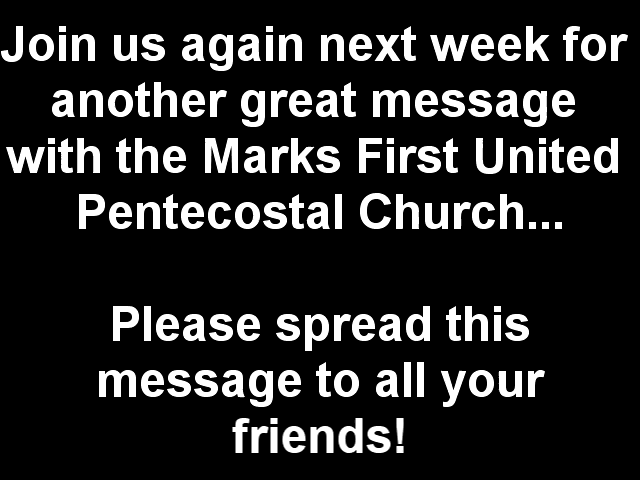 Join us again next week for
another great message
with the Marks First United
Pentecostal Church...
Please spread this
message to all your
friends!